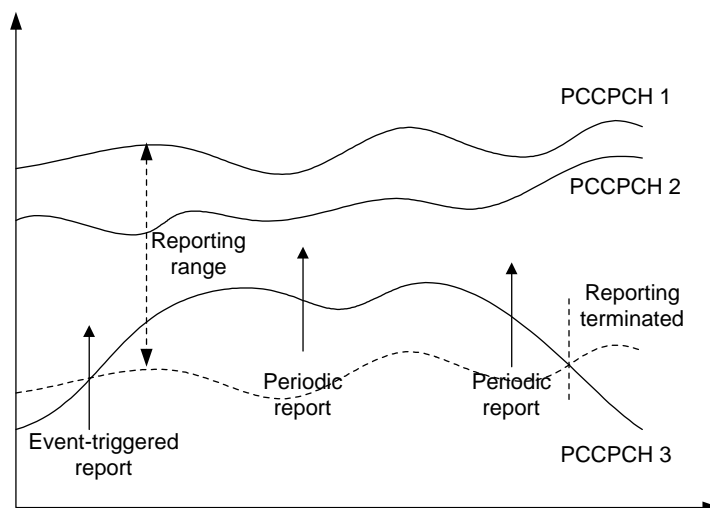 PCCPCH 1
PCCPCH 2
Reporting
range
Reporting
terminated
Periodic
report
Periodic
report
Event-triggered
report
PCCPCH 3